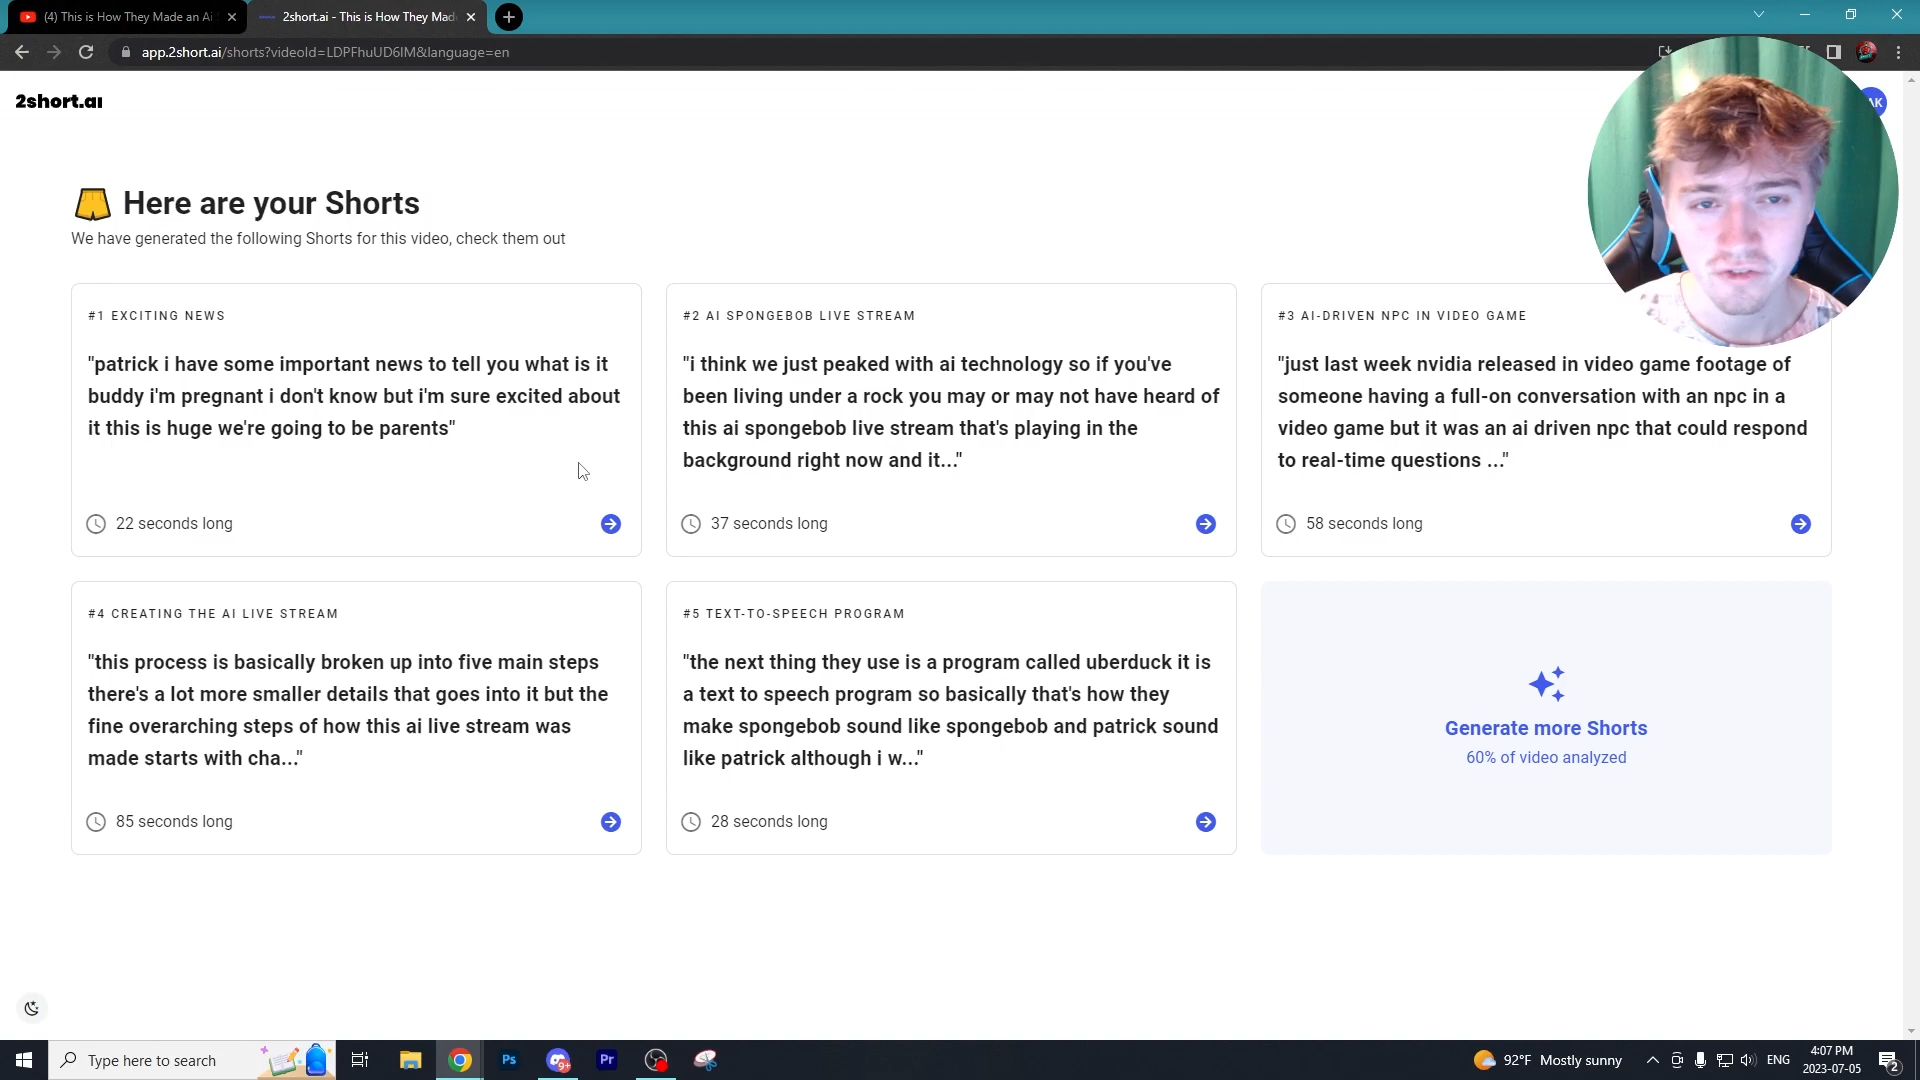 (4) This is How They Made an Ai
2short.ai - This is How They Mad
app.2short.ai/shorts?videoId=LDPFhuUD6IM&language=en
2short.ai
AK
Here are your Shorts
We have generated the following Shorts for this video, check them out
#1 EXCITING NEWS
"patrick i have some important news to tell you what is it
buddy i'm pregnant i don't know but i'm sure excited about
it this is huge we're going to be parents"
22 seconds long
#2 AI SPONGEBOB LIVE STREAM
"i think we just peaked with ai technology so if you've
been living under a rock you may or may not have heard of
this ai spongebob live stream that's playing in the
background right now and it..."
37 seconds long
#3 AI-DRIVEN NPC IN VIDEO GAME
"just last week nvidia released in video game footage of
someone having a full-on conversation with an npc in a
video game but it was an ai driven npc that could respond
to real-time questions ..."
58 seconds long
#4 CREATING THE AI LIVE STREAM
"this process is basically broken up into five main steps
there's a lot more smaller details that goes into it but the
fine overarching steps of how this ai live stream was
made starts with cha..."
85 seconds long
#5 TEXT-TO-SPEECH PROGRAM
"the next thing they use is a program called uberduck it is
a text to speech program so basically that's how they
make spongebob sound like spongebob and patrick sound
like patrick although i w..."
28 seconds long
Generate more Shorts
60% of video analyzed
Type here to search
Ps
9+
Pr
92°F Mostly sunny
ENG
4:07 PM
2023-07-05
2